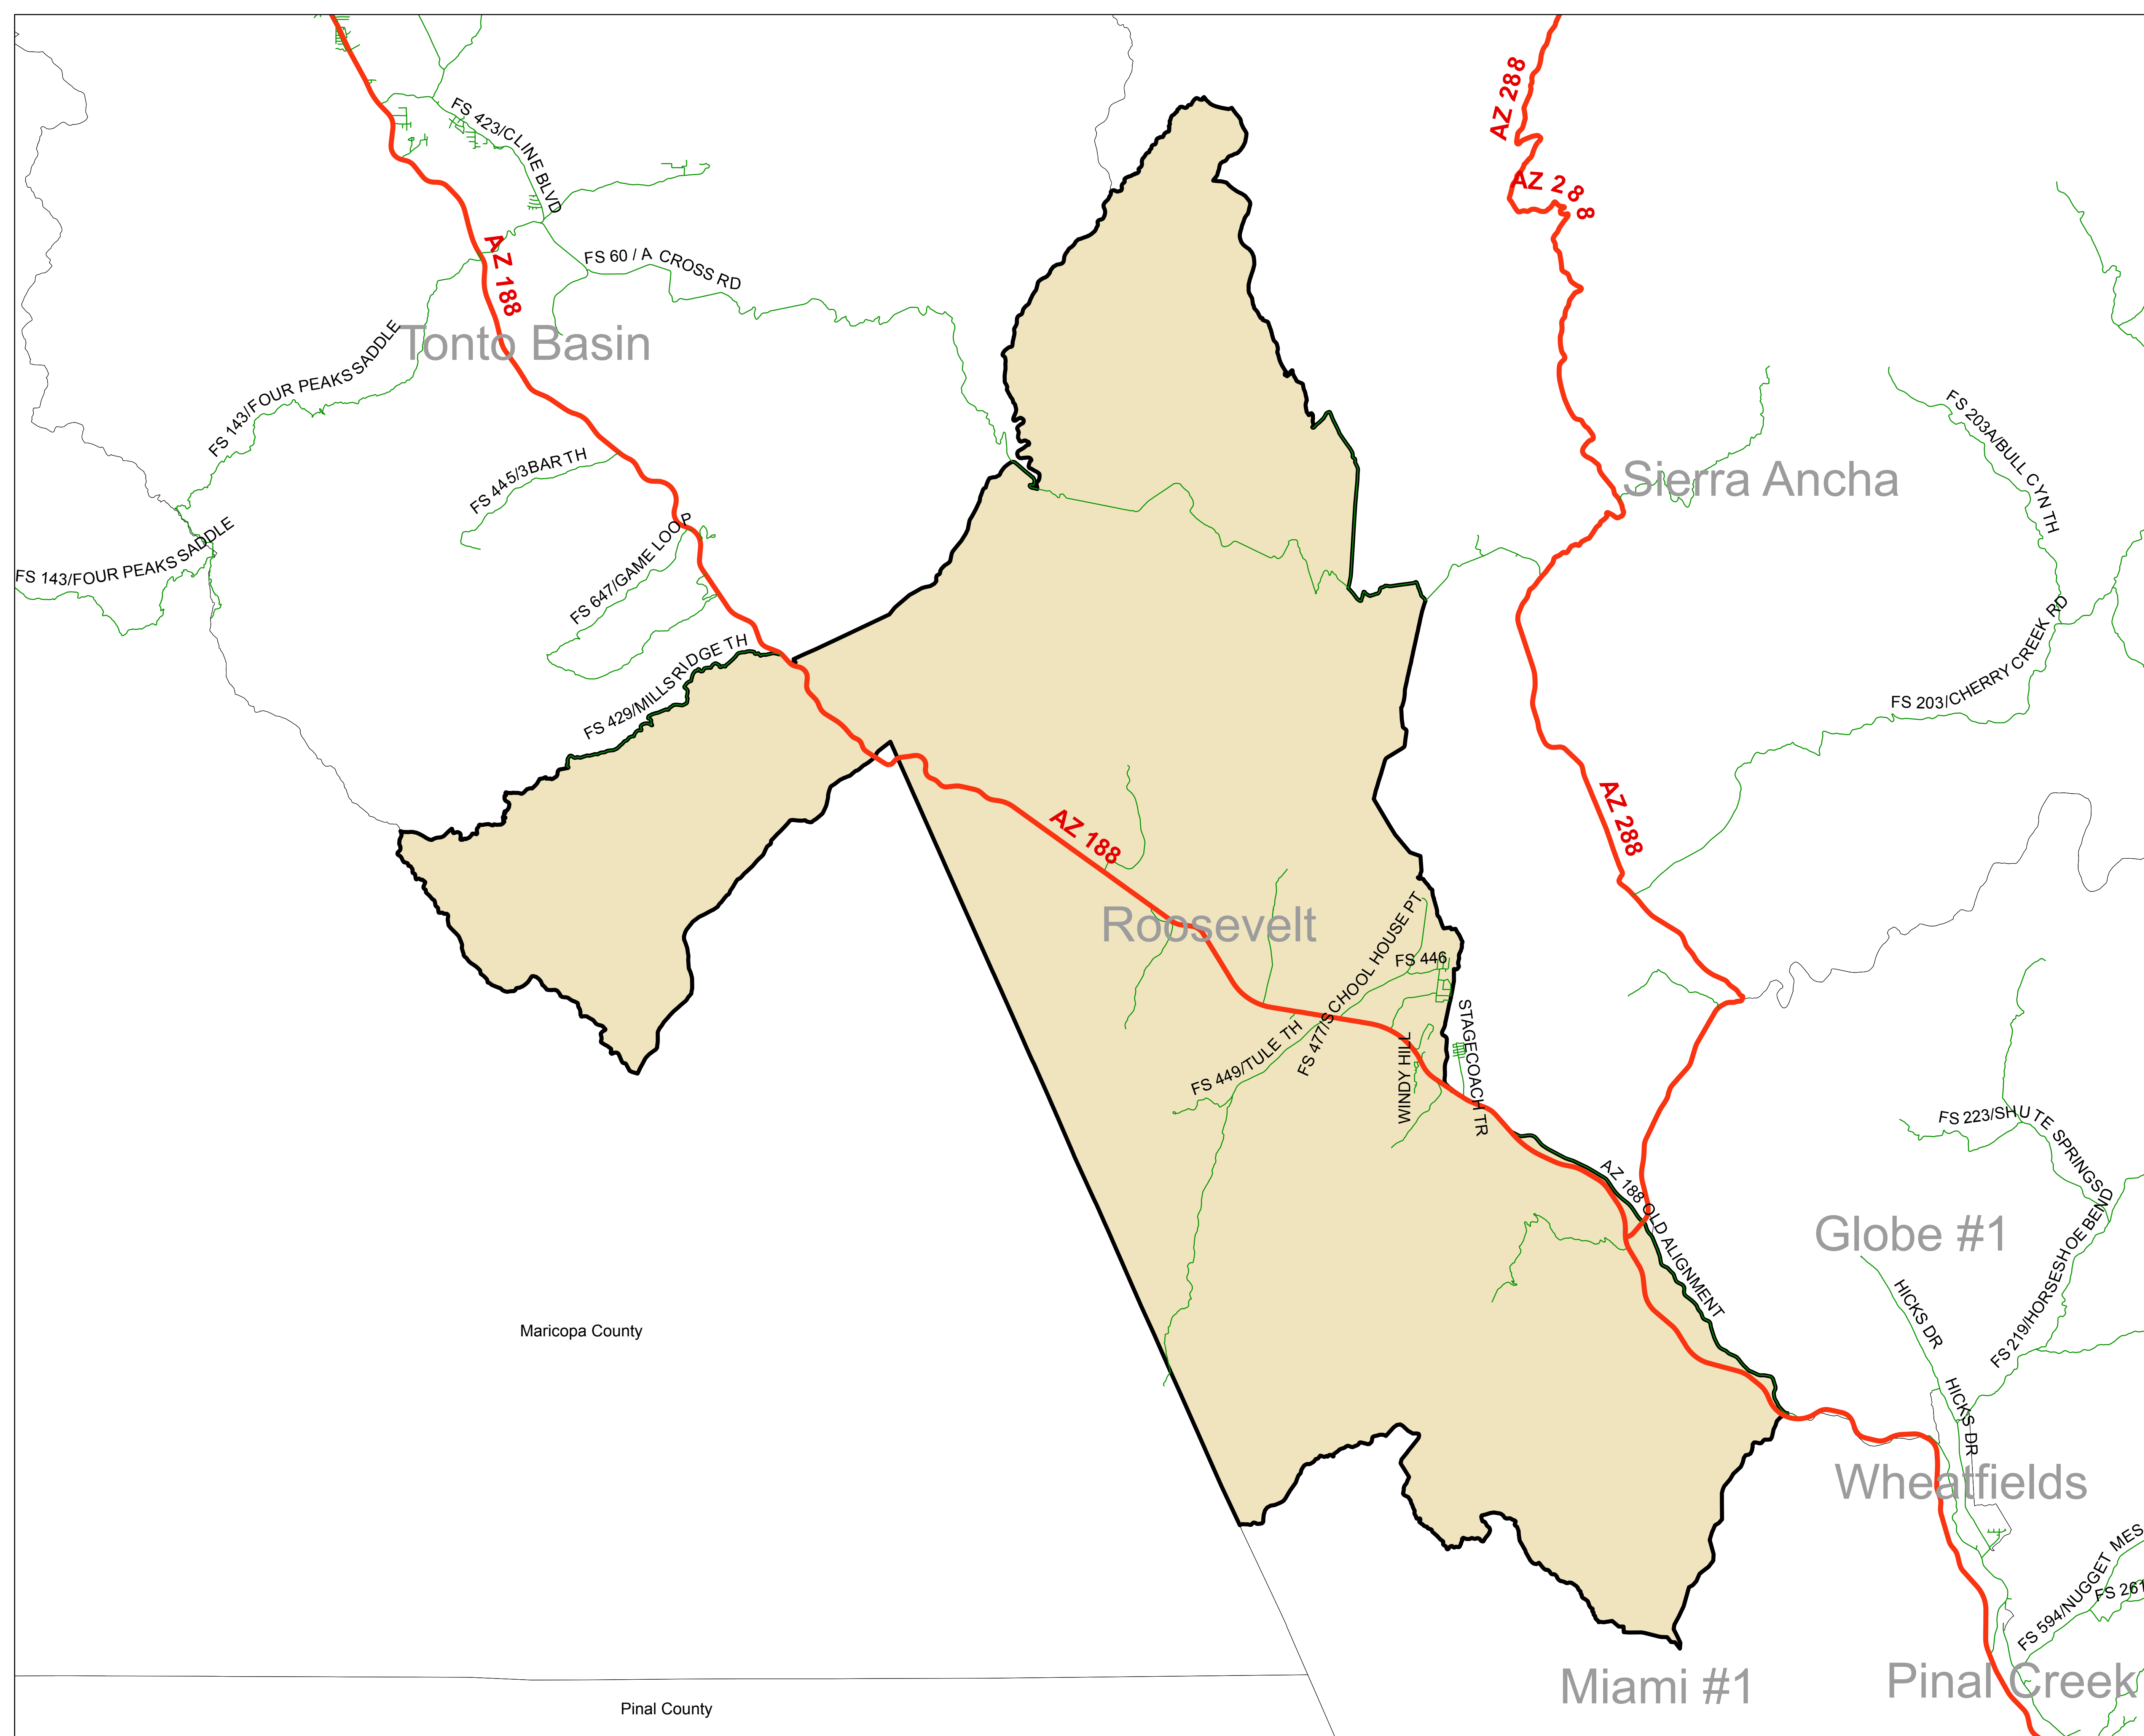 AZ 288
FS 423/CLINE BLVD
AZ 288
AZ 188
FS 60 / A CROSS RD
Tonto Basin
FS 143/FOUR PEAKS SADDLE
FS 203A/BULL CYN TH
Sierra Ancha
FS 445/3BAR TH
FS 143/FOUR PEAKS SADDLE
FS 647/GAME LOOP
FS 429/MILLS RIDGE TH
FS 203/CHERRY CREEK RD
AZ 288
AZ 188
Roosevelt
FS 446
FS 477/SCHOOL HOUSE PT
FS 449/TULE TH
WINDY HILL
STAGECOACH TR
FS 223/SHUTE SPRINGS
AZ 188 OLD ALIGNMENT
Globe #1
FS 219/HORSESHOE BEND
HICKS DR
Maricopa County
HICKS DR
Wheatfields
FS 594/NUGGET MES
FS 261
Miami #1
Pinal Creek
Pinal County